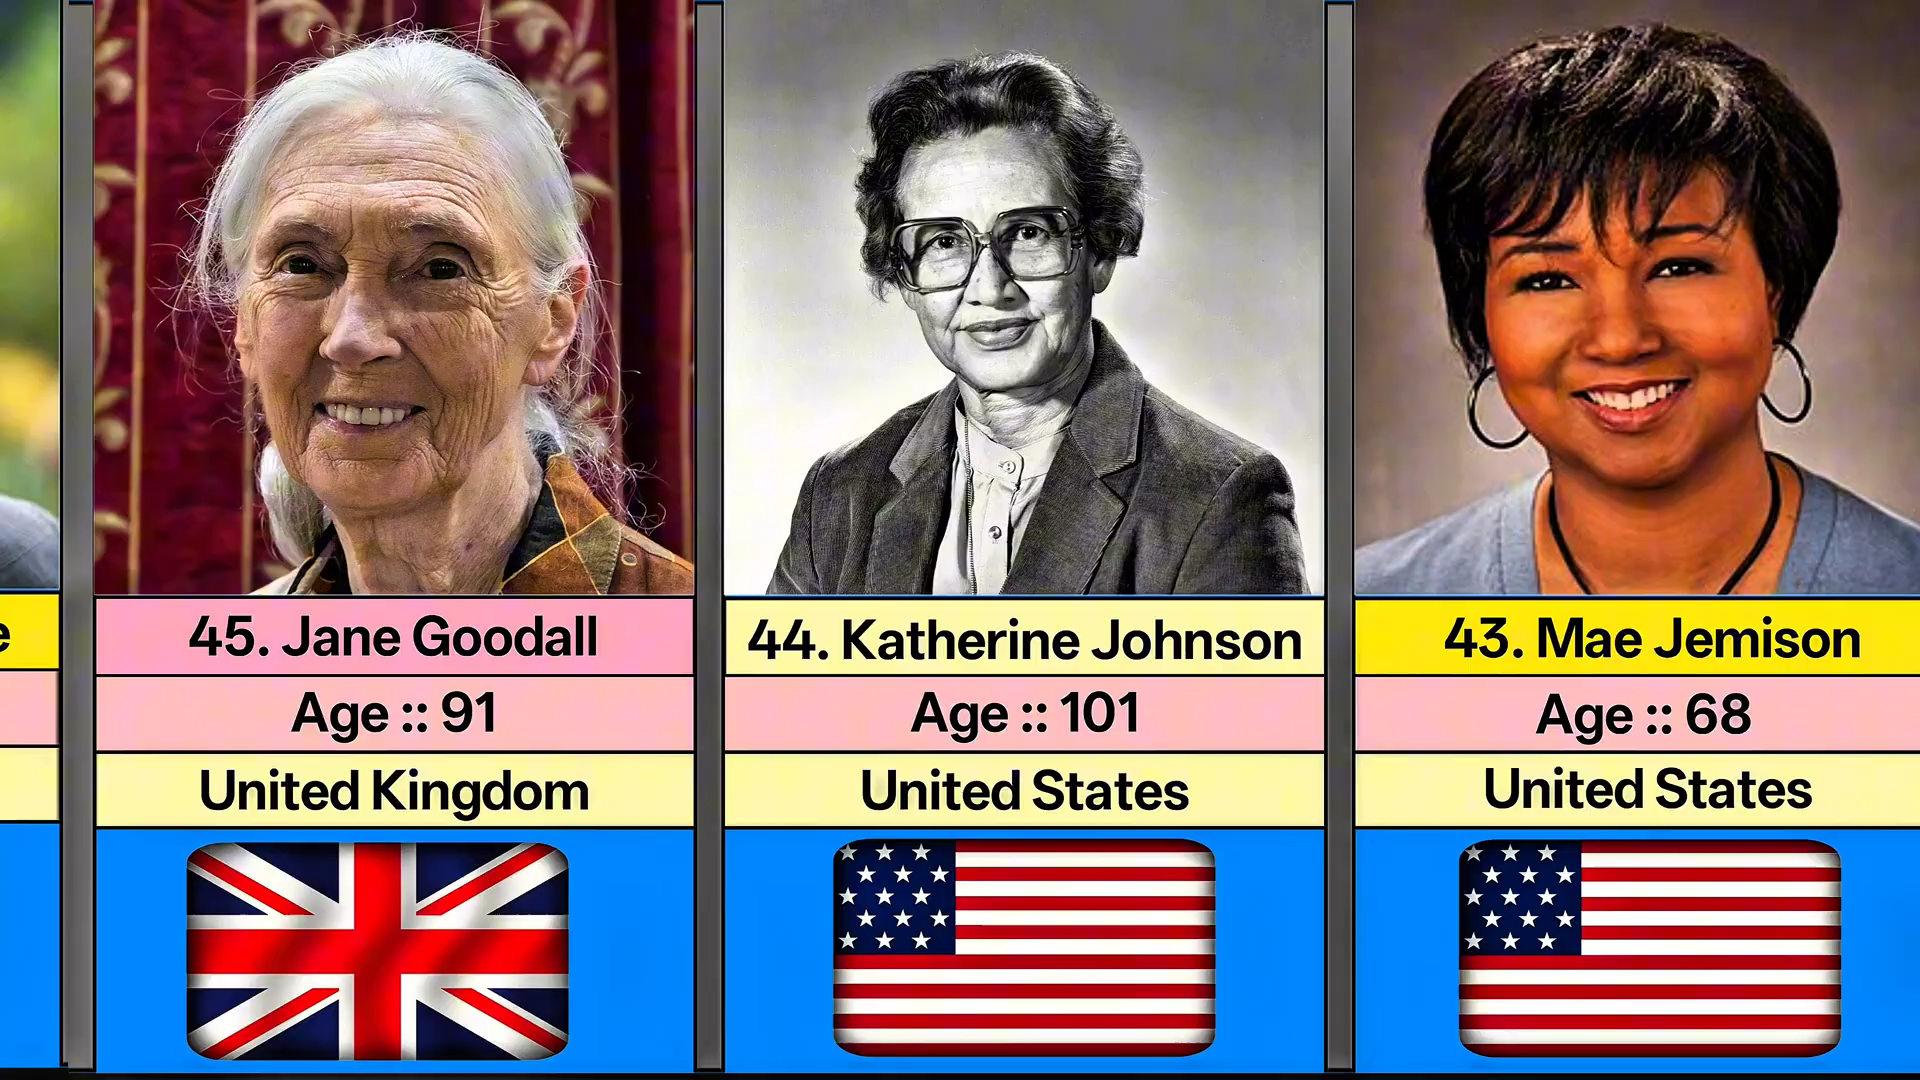 e
45. Jane Goodall
Age :: 91
United Kingdom
44. Katherine Johnson
Age :: 101
United States
43. Mae Jemison
Age :: 68
United States